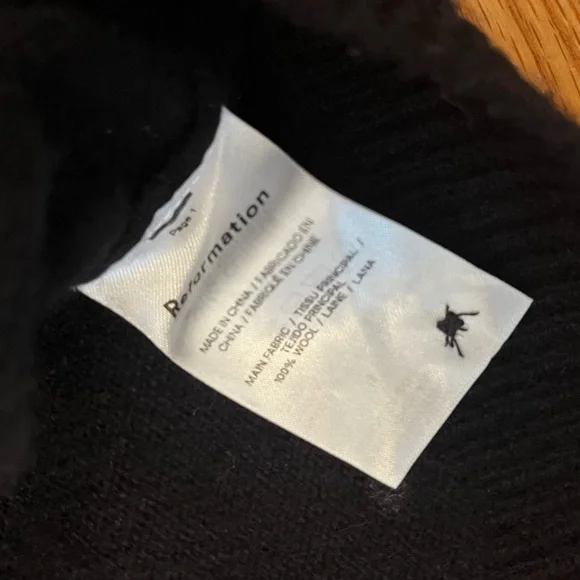 Page 1
Reformation
MADE IN CHINA / FABRICADO EN
CHINA / FABRIQUÉ EN CHINE
MAIN FABRIC / TISSU PRINCIPAL /
TEJIDO PRINCIPAL
100% WOOL / LAINE / LANA